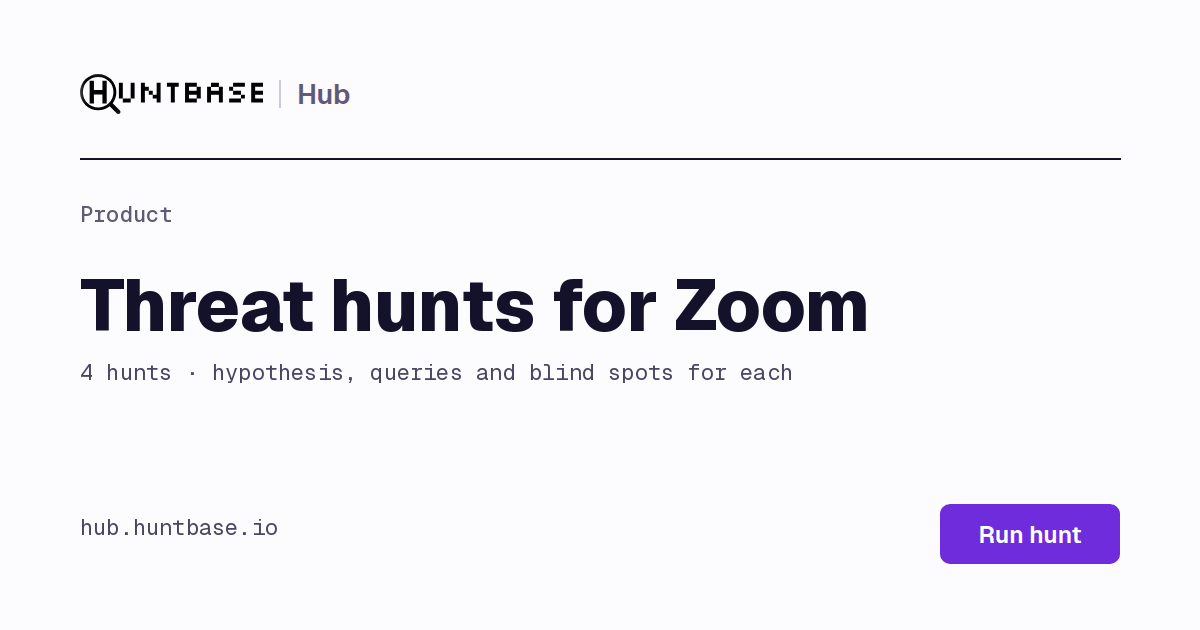 HUNTBASE | Hub
Product
Threat hunts for Zoom
4 hunts · hypothesis, queries and blind spots for each
hub.huntbase.io
Run hunt